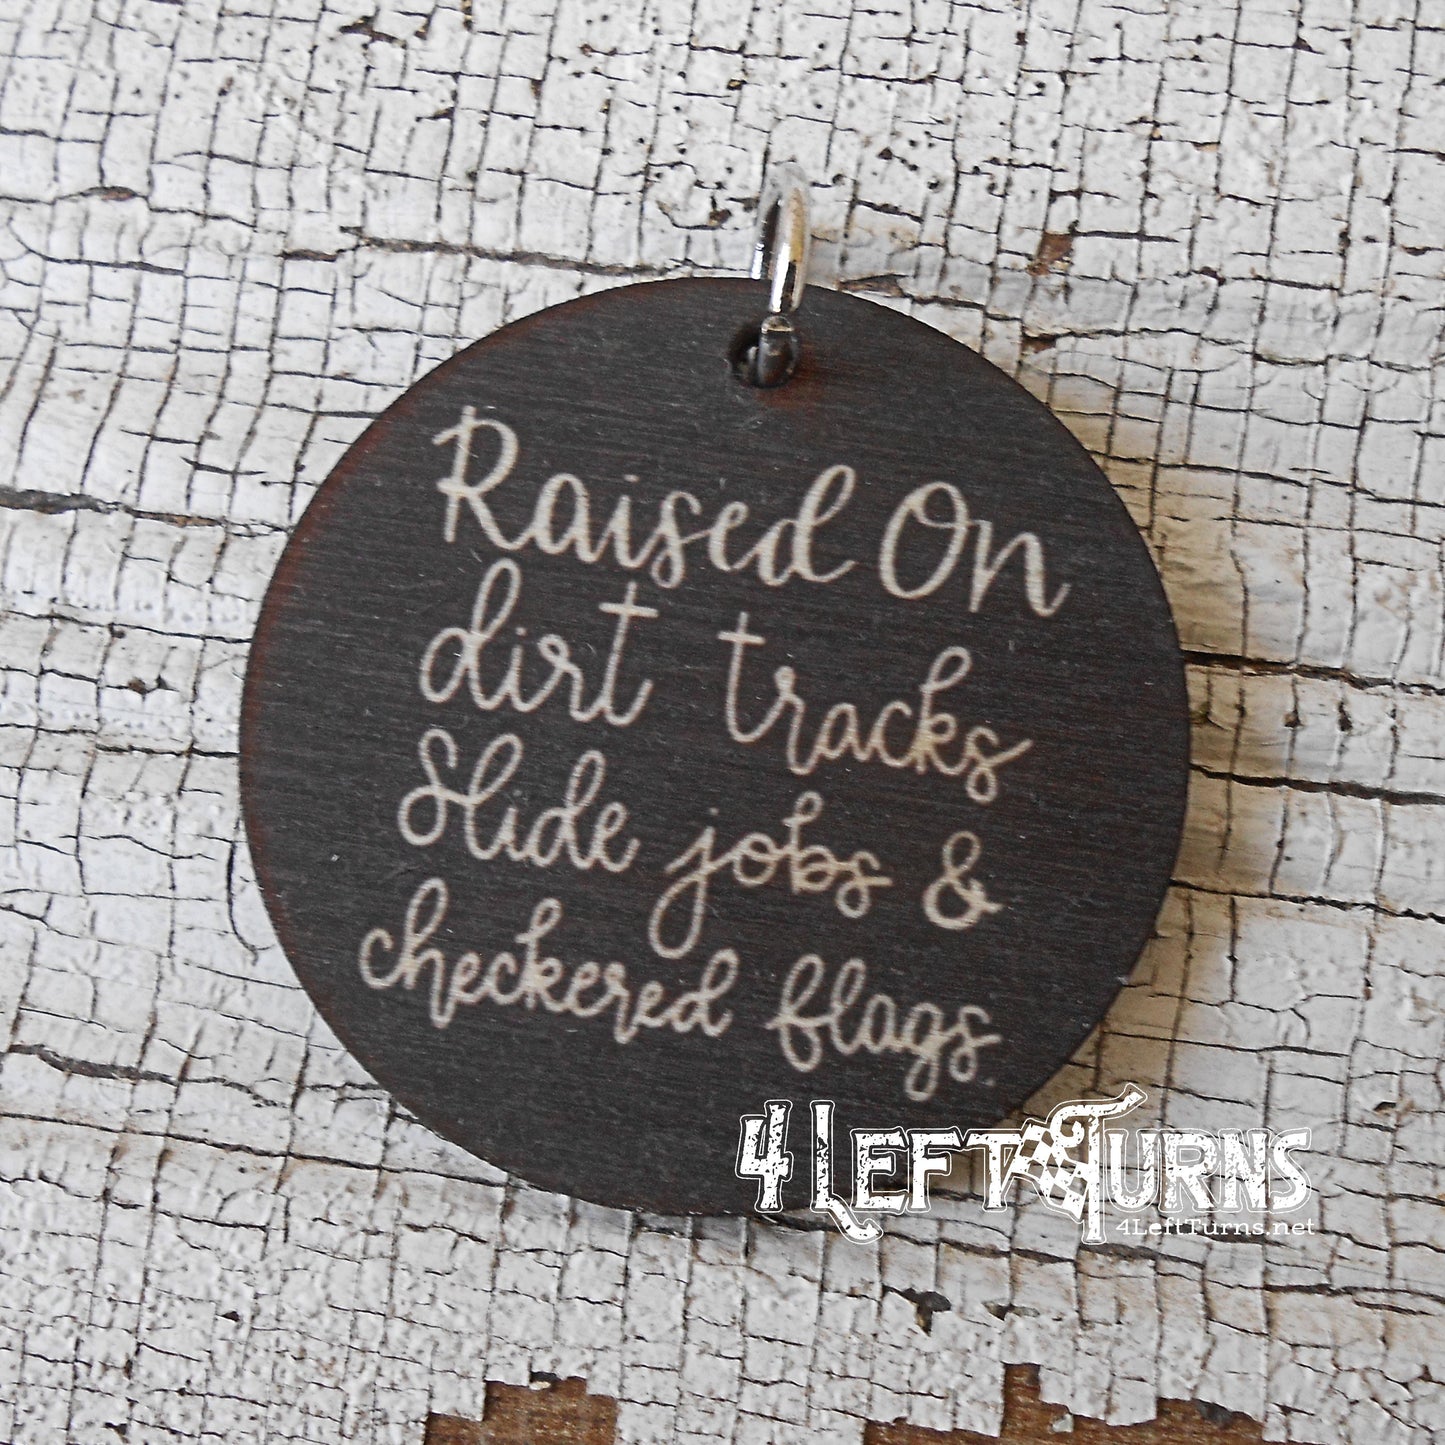 Raised On
dirt tracks
Slide jobs &
checkered flags.
4 Left Turns
4LeftTurns.net